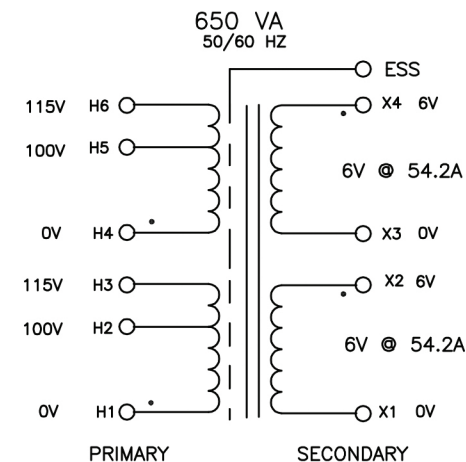 650 VA
50/60 HZ
ESS
115V H6
X4 6V
100V H5
6V @ 54.2A
0V H4
X3 0V
115V H3
X2 6V
100V H2
6V @ 54.2A
0V H1
X1 0V
PRIMARY
SECONDARY